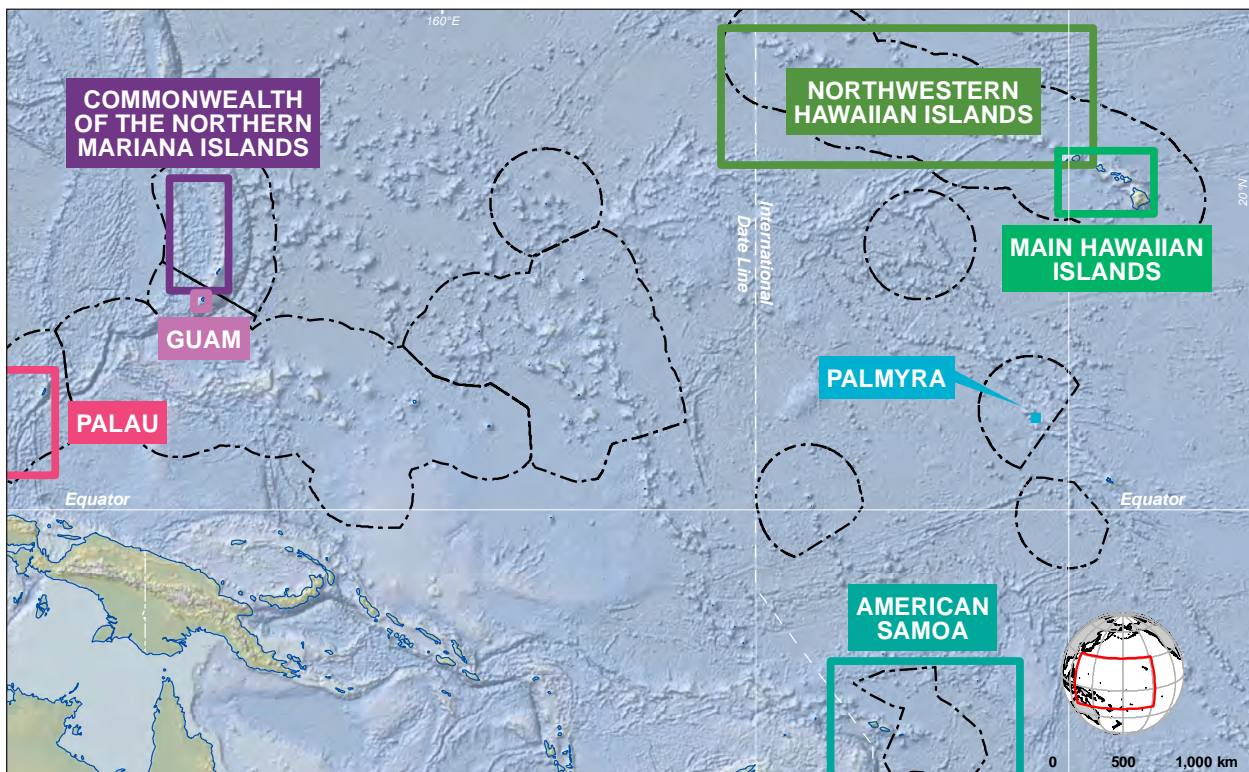 160°E
COMMONWEALTH
OF THE NORTHERN
MARIANA ISLANDS
NORTHWESTERN
HAWAIIAN ISLANDS
20°N
International
Date Line
MAIN HAWAIIAN
ISLANDS
GUAM
PALMYRA
PALAU
Equator
Equator
AMERICAN
SAMOA
0 500 1,000 km